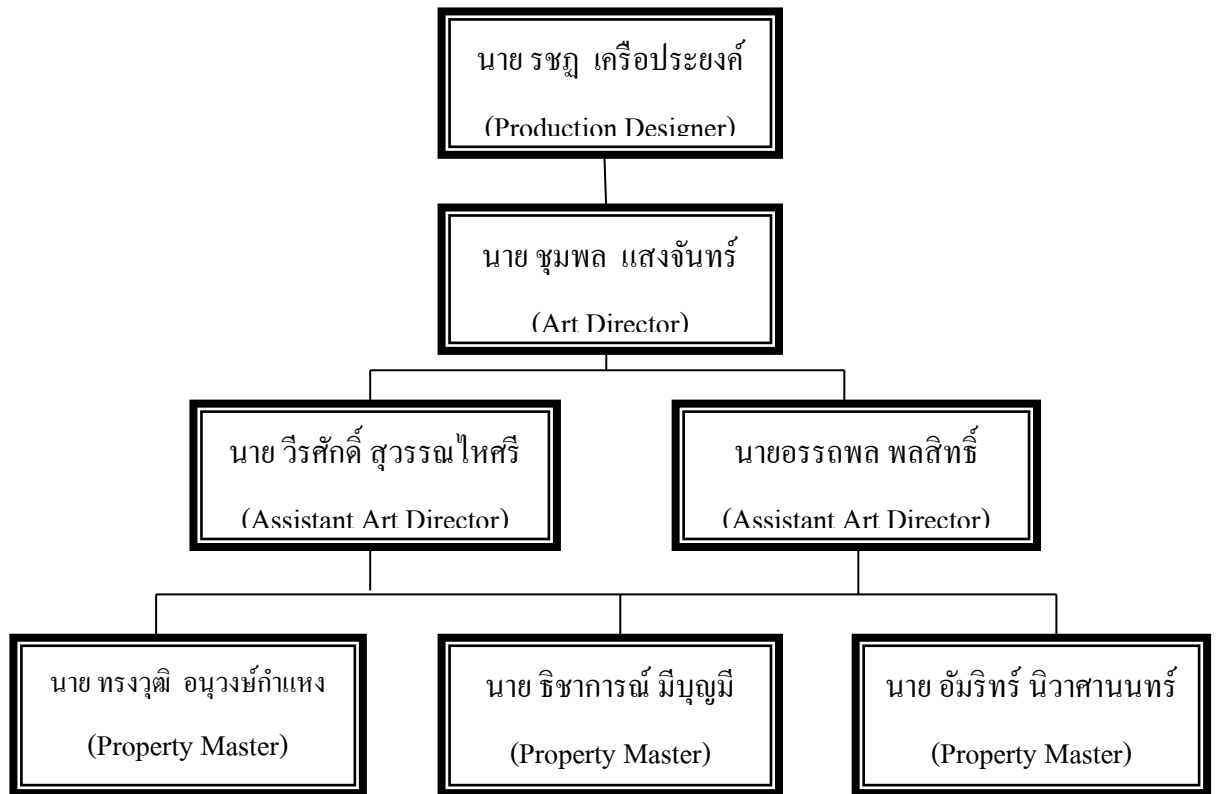 นาย รชฏ เครือประยงค์
(Production Designer)
นาย ชุมพล แสงจันทร์
(Art Director)
นาย วีรศักดิ์ สุวรรณไหศรี
(Assistant Art Director)
นายอรรถพล พลสิทธิ์
(Assistant Art Director)
นาย ทรงวุฒิ อนุวงษ์กำแหง
(Property Master)
นาย ธิชาการณ์ มีบุญมี
(Property Master)
นาย อัมริทร์ นิวาศานนทร์
(Property Master)